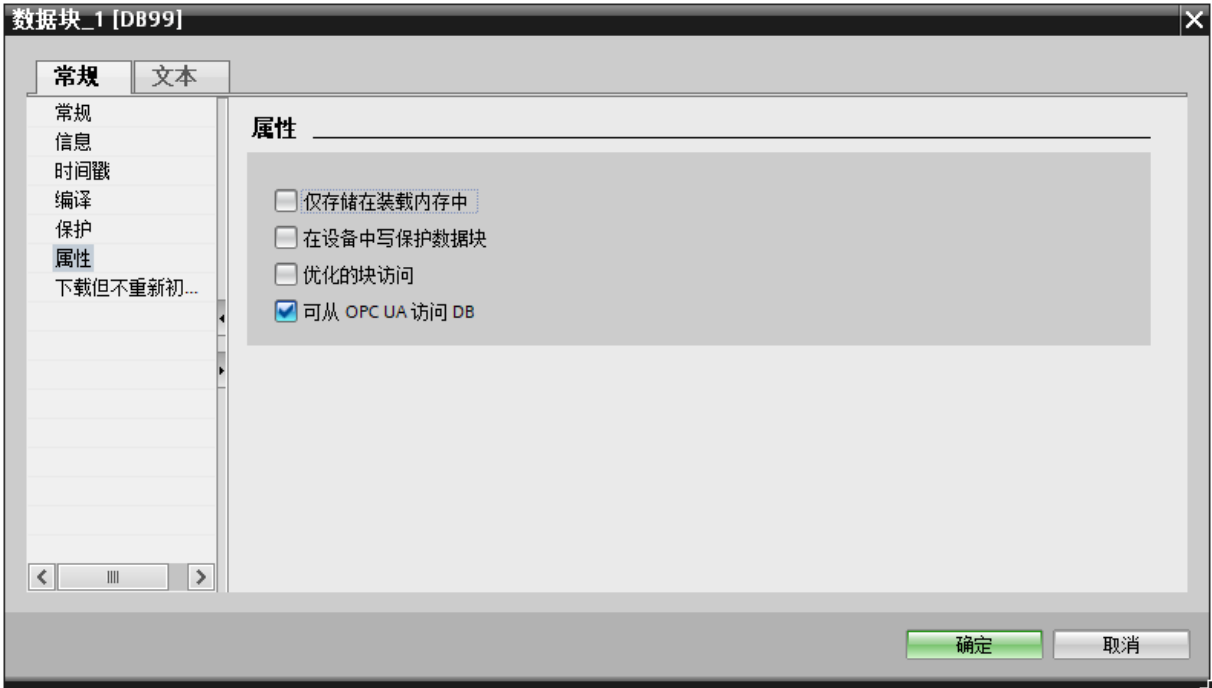 数据块_1 [DB99]
常规
文本
常规
信息
时间戳
编译
保护
属性
下载但不重新初...
属性
仅存储在装载内存中
在设备中写保护数据块
优化的块访问
可从 OPC UA 访问 DB
确定
取消